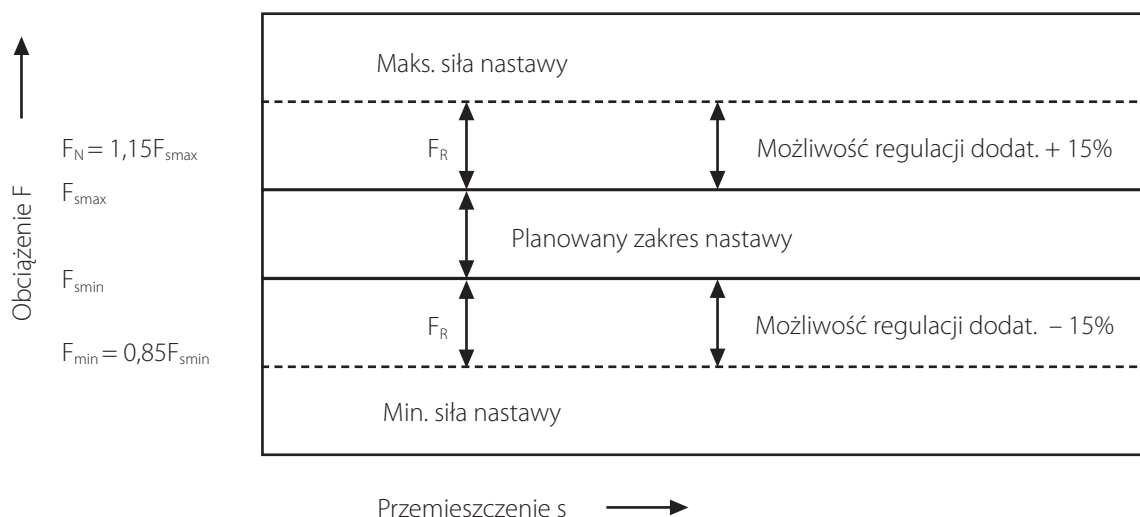 Maks. siła nastawy
F_N = 1,15F_smax
F_R
Możliwość regulacji dodat. + 15%
F_smax
Planowany zakres nastawy
F_smin
F_R
Możliwość regulacji dodat. – 15%
F_min = 0,85F_smin
Min. siła nastawy
Obciążenie F
Przemieszczenie s